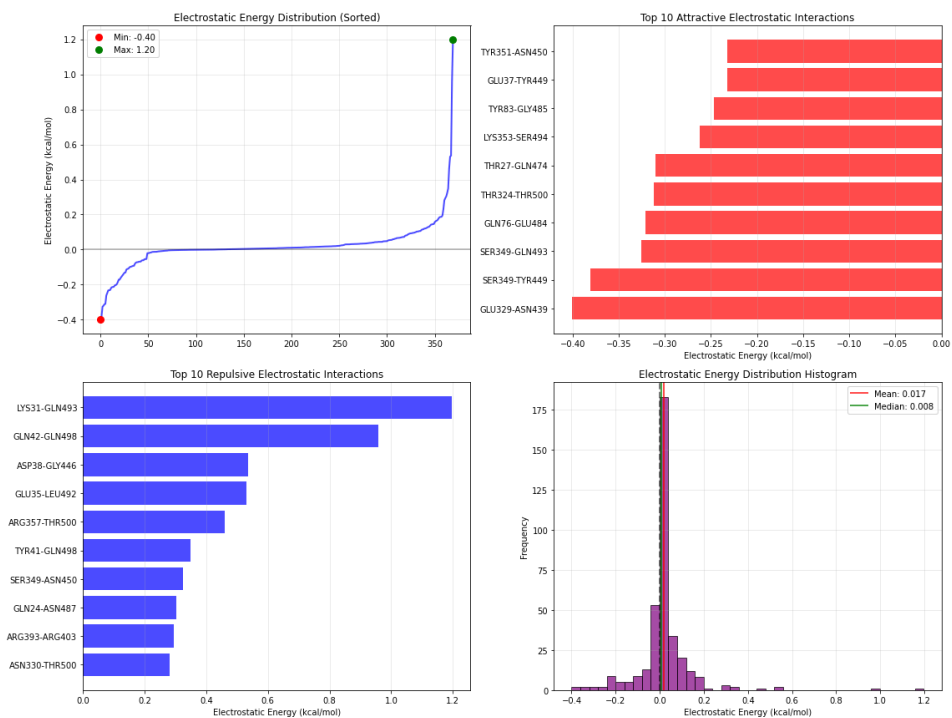 Electrostatic Energy Distribution (Sorted)
Min: -0.40
Max: 1.20
Electrostatic Energy (kcal/mol)
1.2
1.0
0.8
0.6
0.4
0.2
0.0
−0.2
−0.4
0
50
100
150
200
250
300
350
Top 10 Attractive Electrostatic Interactions
TYR351-ASN450
GLU37-TYR449
TYR83-GLY485
LYS353-SER494
THR27-GLN474
THR324-THR500
GLN76-GLU484
SER349-GLN493
SER349-TYR449
GLU329-ASN439
−0.40
−0.35
−0.30
−0.25
−0.20
−0.15
−0.10
−0.05
0.00
Electrostatic Energy (kcal/mol)
Top 10 Repulsive Electrostatic Interactions
LYS31-GLN493
GLN42-GLN498
ASP38-GLY446
GLU35-LEU492
ARG357-THR500
TYR41-GLN498
SER349-ASN450
GLN24-ASN487
ARG393-ARG403
ASN330-THR500
0.0
0.2
0.4
0.6
0.8
1.0
1.2
Electrostatic Energy (kcal/mol)
Electrostatic Energy Distribution Histogram
Mean: 0.017
Median: 0.008
Frequency
175
150
125
100
75
50
25
0
−0.4
−0.2
0.0
0.2
0.4
0.6
0.8
1.0
1.2
Electrostatic Energy (kcal/mol)